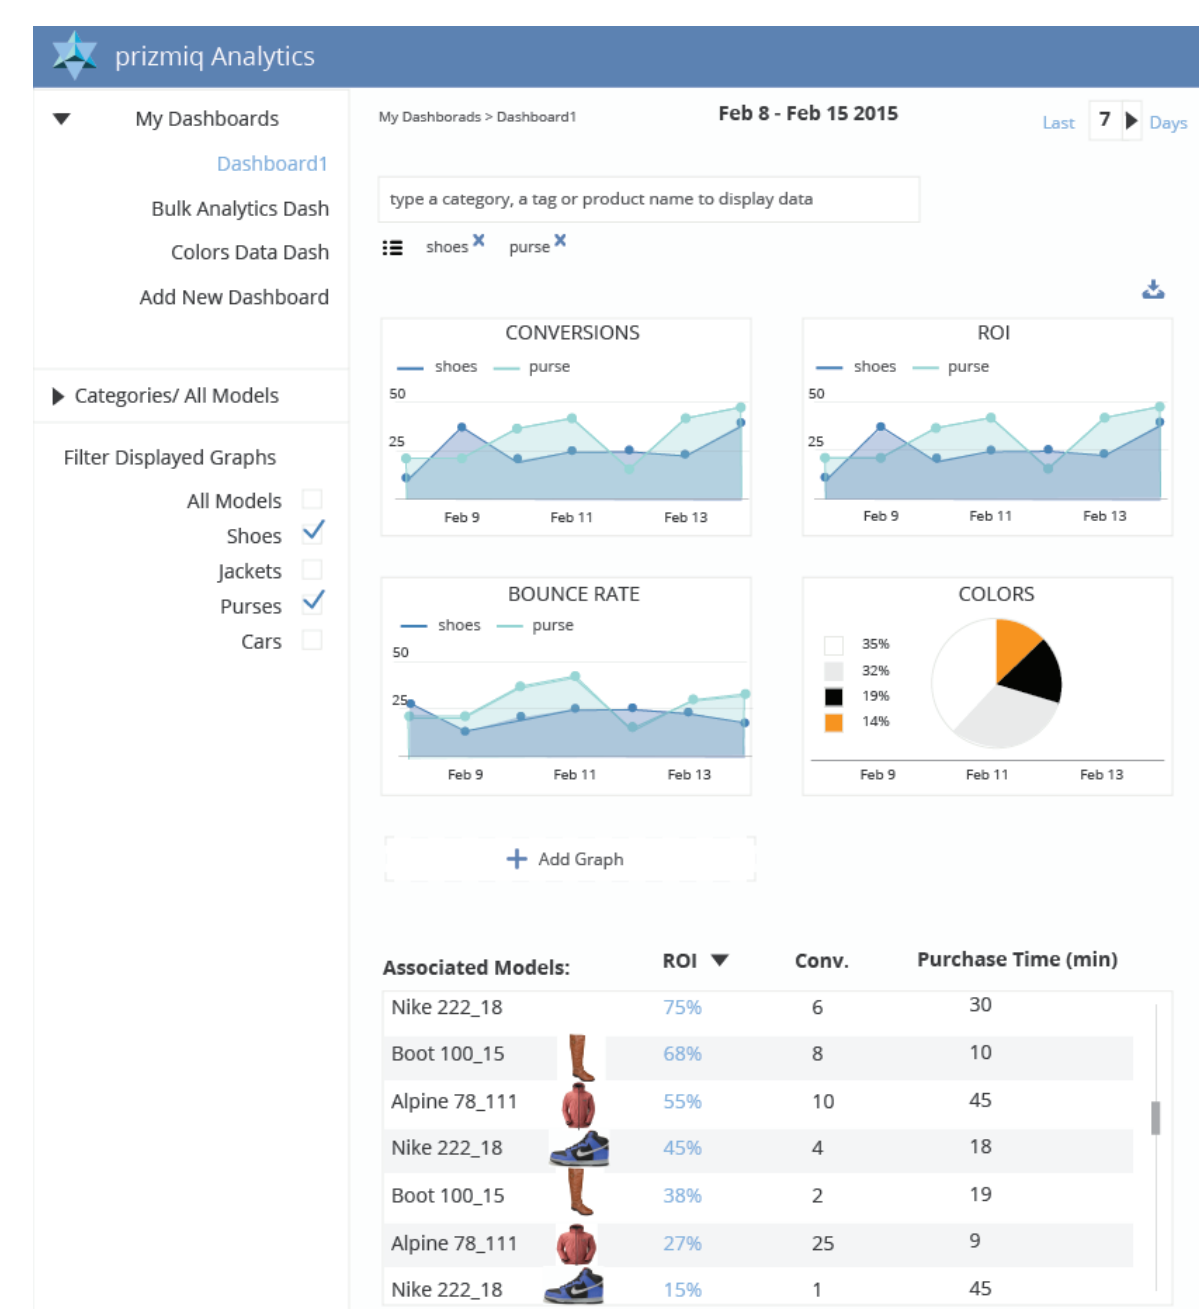 prizmiq Analytics
My Dashboards
Dashboard1
Bulk Analytics Dash
Colors Data Dash
Add New Dashboard
Categories/ All Models
Filter Displayed Graphs
All Models
Shoes
Jackets
Purses
Cars
My Dashborads > Dashboard1
Feb 8 - Feb 15 2015
Last 7 Days
type a category, a tag or product name to display data
shoes x purse x
CONVERSIONS
shoes purse
50
25
Feb 9 Feb 11 Feb 13
ROI
shoes purse
50
25
Feb 9 Feb 11 Feb 13
BOUNCE RATE
shoes purse
50
25
Feb 9 Feb 11 Feb 13
COLORS
35%
32%
19%
14%
Feb 9 Feb 11 Feb 13
+ Add Graph
Associated Models: ROI Conv. Purchase Time (min)
Nike 222_18 75% 6 30
Boot 100_15 68% 8 10
Alpine 78_111 55% 10 45
Nike 222_18 45% 4 18
Boot 100_15 38% 2 19
Alpine 78_111 27% 25 9
Nike 222_18 15% 1 45